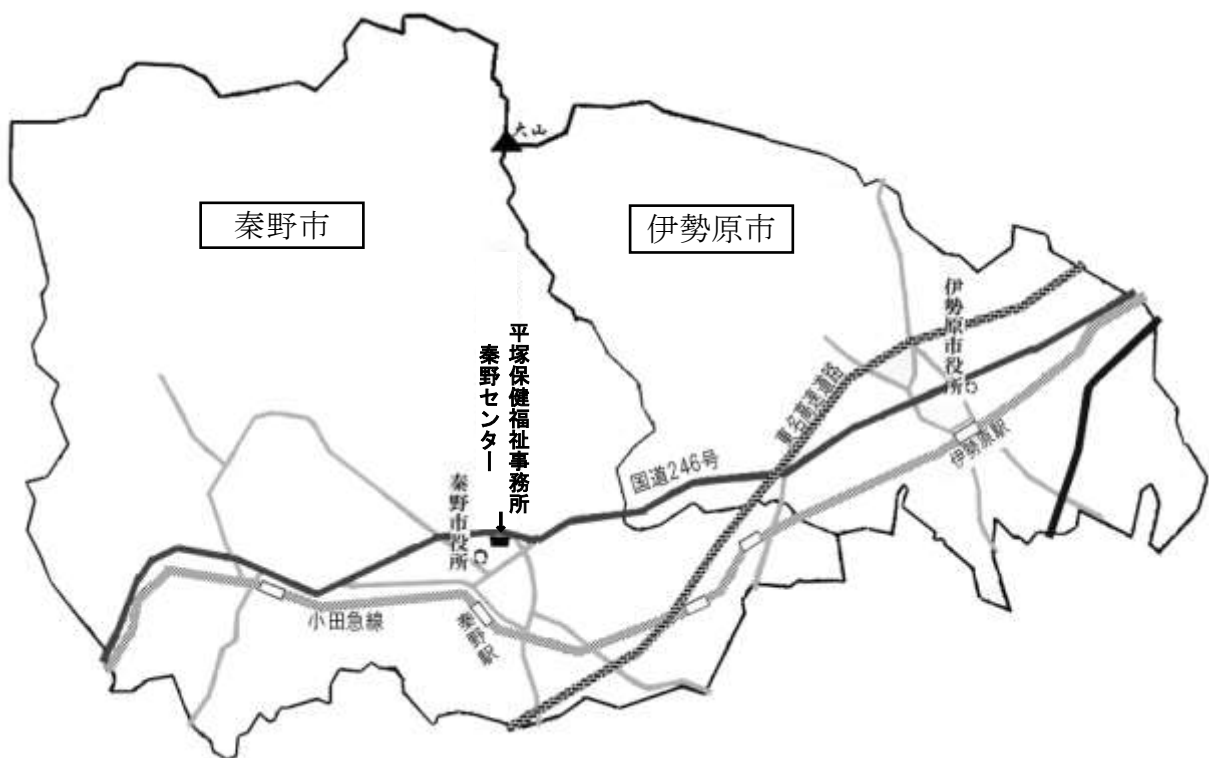 大山
秦野市
伊勢原市
平塚保健福祉事務所
秦野センター
伊勢原市役所
東名高速道路
伊勢原駅
国道246号
秦野市役所
小田急線
秦野駅